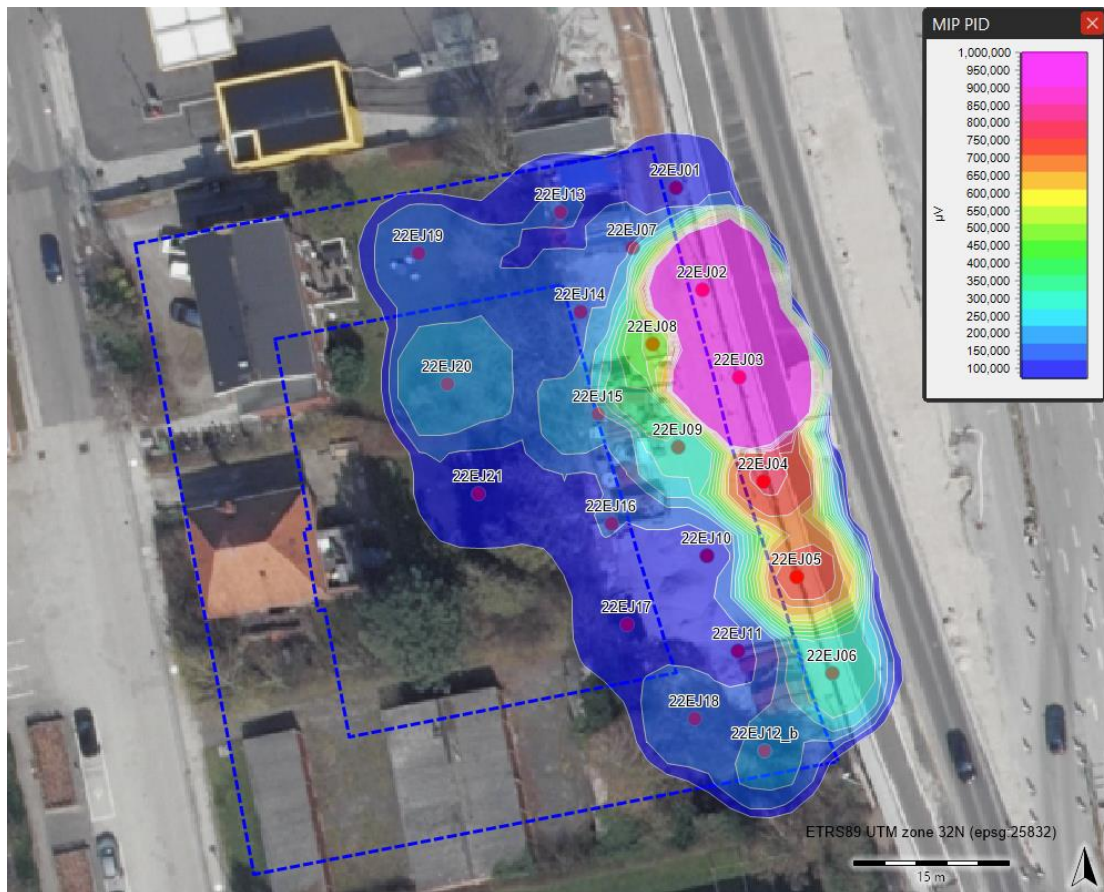 MIP PID
1,000,000
950,000
900,000
850,000
800,000
750,000
700,000
650,000
600,000
550,000
500,000
450,000
400,000
350,000
300,000
250,000
200,000
150,000
100,000
µV
22EJ01
22EJ13
22EJ07
22EJ19
22EJ02
22EJ14
22EJ08
22EJ03
22EJ20
22EJ15
22EJ09
22EJ04
22EJ21
22EJ16
22EJ10
22EJ05
22EJ17
22EJ11
22EJ06
22EJ18
22EJ12_b
ETRS89 UTM zone 32N (epsg:25832)
15 m